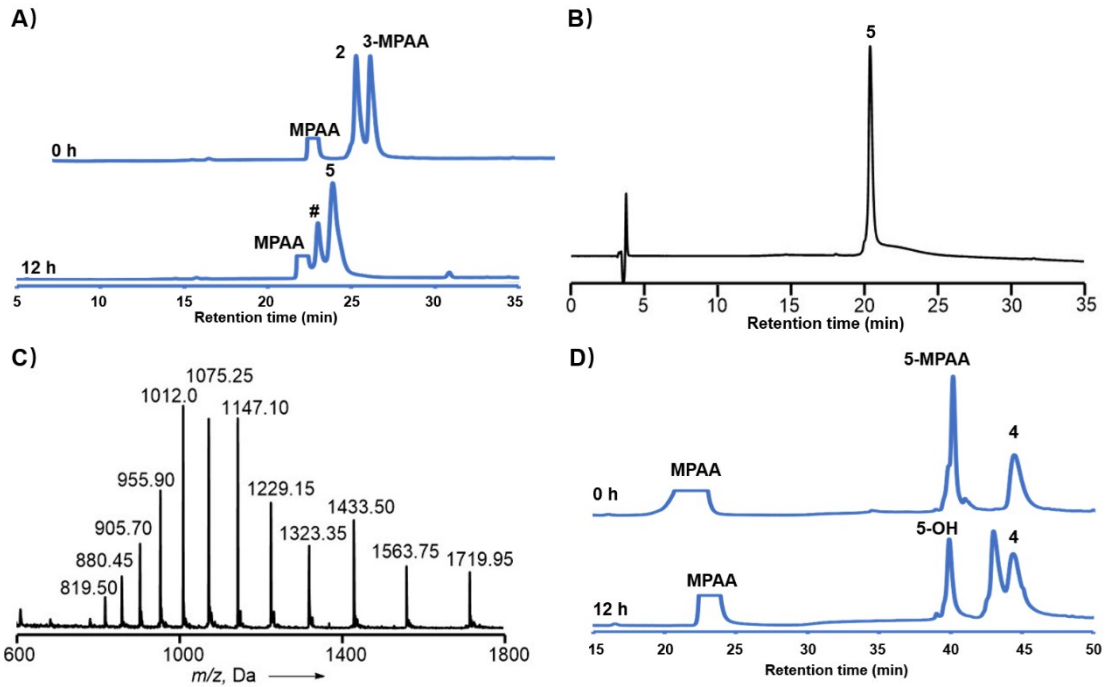 A)
2 3-MPAA
MPAA
0 h
5
#
MPAA
12 h
5 10 15 20 25 30 35
Retention time (min)
B)
5
0 5 10 15 20 25 30 35
Retention time (min)
C)
1075.25
1012.0
1147.10
955.90
1229.15
905.70
1433.50
880.45
1323.35
1563.75
819.50
1719.95
600 1000 1400 1800
m/z, Da
D)
5-MPAA
4
MPAA
0 h
5-OH
4
MPAA
12 h
15 20 25 30 35 40 45 50
Retention time (min)